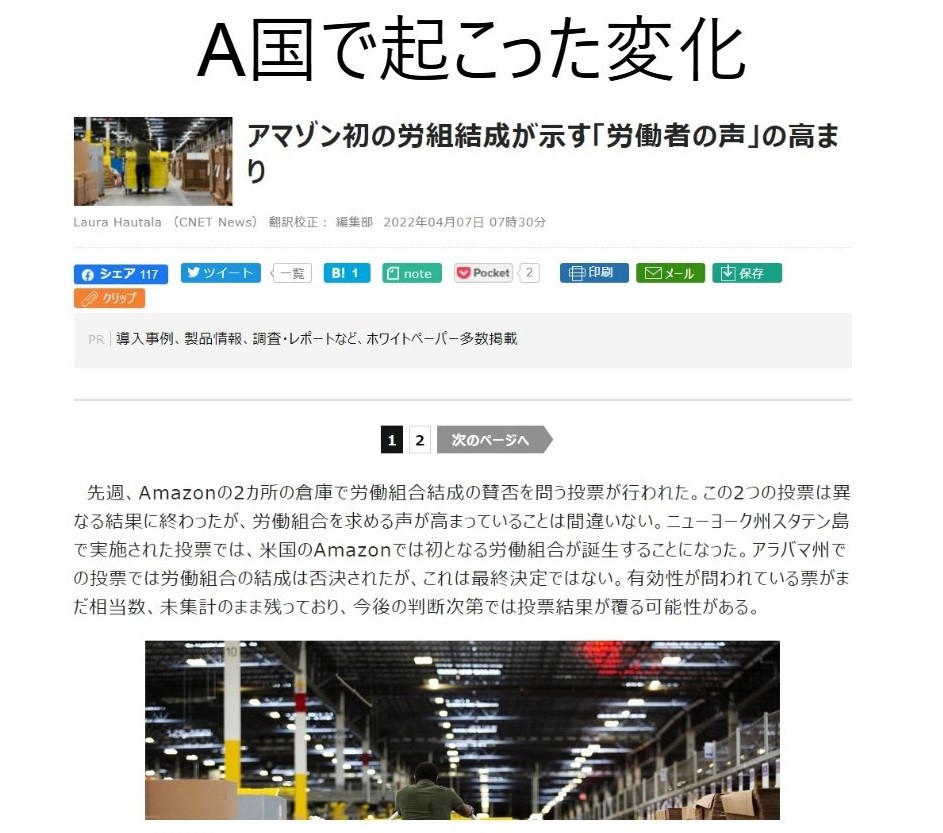 A国で起こった変化
アマゾン初の労組結成が示す「労働者の声」の高ま
り
Laura Hautala （CNET News） 翻訳校正： 編集部 2022年04月07日 07時30分
シェア 117 ツイート 一覧 B! 1 note Pocket 2 印刷 メール 保存
クリップ
PR 導入事例、製品情報、調査・レポートなど、ホワイトペーパー多数掲載
1 2 次のページへ
先週、Amazonの2カ所の倉庫で労働組合結成の賛否を問う投票が行われた。この2つの投票は異
なる結果に終わったが、労働組合を求める声が高まっていることは間違いない。ニューヨーク州スタテン島
で実施された投票では、米国のAmazonでは初となる労働組合が誕生することになった。アラバマ州で
の投票では労働組合の結成は否決されたが、これは最終決定ではない。有効性が問われている票がま
だ相当数、未集計のまま残っており、今後の判断次第では投票結果が覆る可能性がある。
10